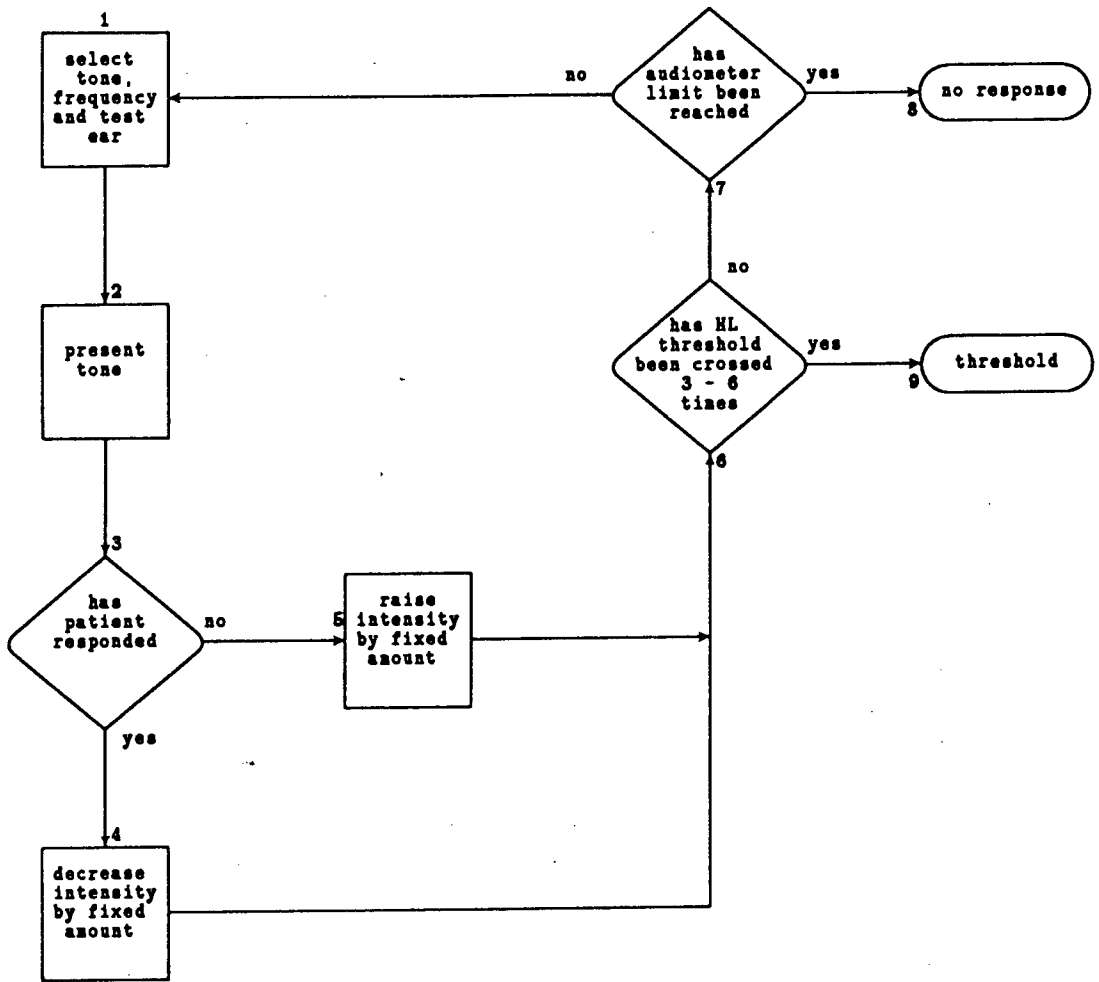 1
select
tone,
frequency
and test
ear
2
present
tone
3
has
patient
responded
no
yes
4
decrease
intensity
by fixed
amount
5
raise
intensity
by fixed
amount
6
has HL
threshold
been crossed
3 - 6
times
yes
9
threshold
no
7
has
audiometer
limit been
reached
no
yes
8
no response